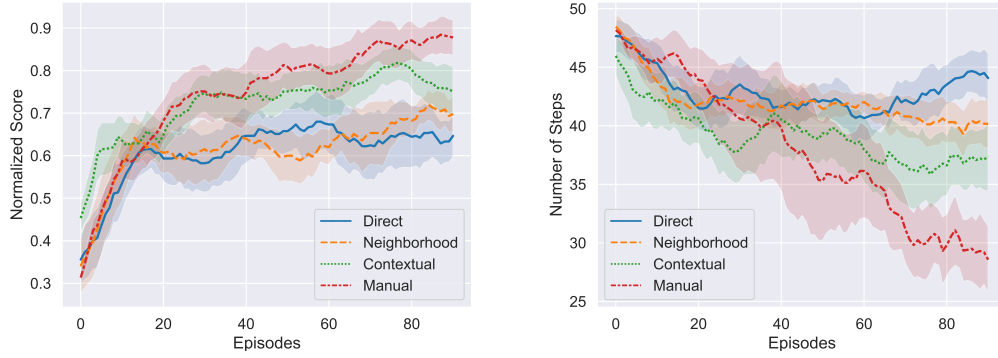 Normalized Score
0.9
0.8
0.7
0.6
0.5
0.4
0.3
0 20 40 60 80
Episodes
Direct
Neighborhood
Contextual
Manual
Number of Steps
50
45
40
35
30
25
0 20 40 60 80
Episodes
Direct
Neighborhood
Contextual
Manual